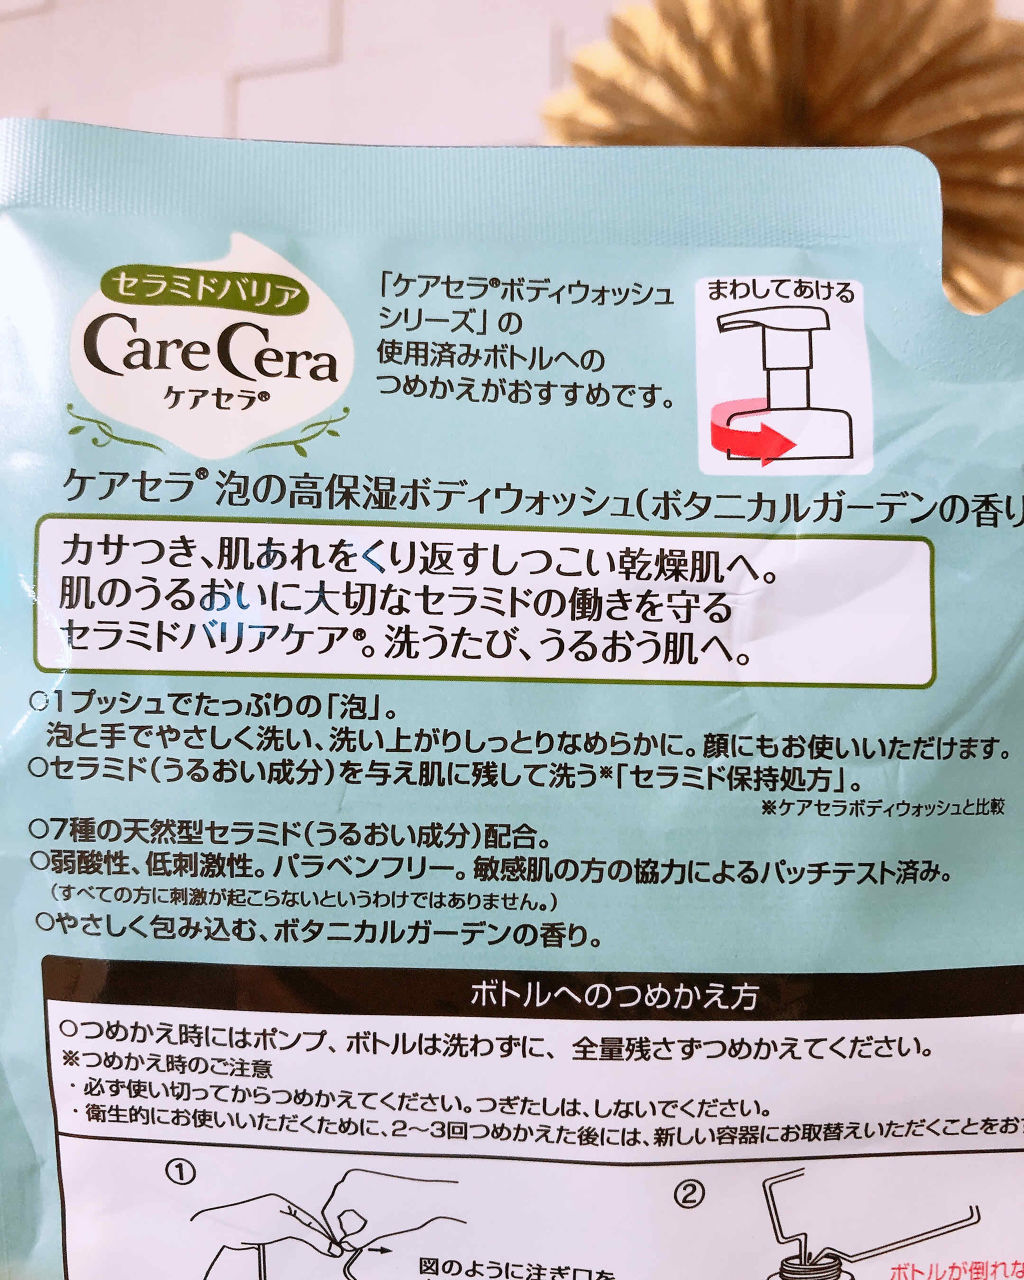 セラミドバリア
CareCera
ケアセラ®
「ケアセラ®ボディウォッシュ
シリーズ」の
使用済みボトルへの
つめかえがおすすめです。
まわしてあける
ケアセラ®泡の高保湿ボディウォッシュ(ボタニカルガーデンの香り
カサつき、肌あれをくり返すしつこい乾燥肌へ。
肌のうるおいに大切なセラミドの働きを守る
セラミドバリアケア®。洗うたび、うるおう肌へ。
○1プッシュでたっぷりの「泡」。
泡と手でやさしく洗い、洗い上がりしっとりなめらかに。顔にもお使いいただけます。
○セラミド(うるおい成分)を与え肌に残して洗う※「セラミド保持処方」。
※ケアセラボディウォッシュと比較
○7種の天然型セラミド(うるおい成分)配合。
○弱酸性、低刺激性。パラベンフリー。敏感肌の方の協力によるパッチテスト済み。
(すべての方に刺激が起こらないというわけではありません。)
○やさしく包み込む、ボタニカルガーデンの香り。
ボトルへのつめかえ方
○つめかえ時にはポンプ、ボトルは洗わずに、全量残さずつめかえてください。
※つめかえ時のご注意
・必ず使い切ってからつめかえてください。つぎたしは、しないでください。
・衛生的にお使いいただくために、2～3回つめかえた後には、新しい容器にお取替えいただくことをお
①
②
図のように注ぎ口を
ボトルが倒れな